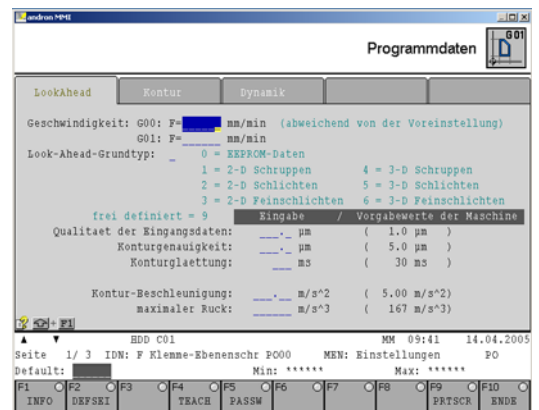 andron MMI
Programmdaten
G01
LookAhead Kontur Dynamik
Geschwindigkeit: G00: F= mm/min (abweichend von der Voreinstellung)
G01: F=______ mm/min
Look-Ahead-Grundtyp: _ 0 = EEPROM-Daten
1 = 2-D Schruppen 4 = 3-D Schruppen
2 = 2-D Schlichten 5 = 3-D Schlichten
3 = 2-D Feinschlichten 6 = 3-D Feinschlichten
frei definiert = 9 Eingabe / Vorgabewerte der Maschine
Qualitaet der Eingangsdaten: ___._ µm ( 1.0 µm )
Konturgenauigkeit: ___._ µm ( 5.0 µm )
Konturglaettung: ___ ms ( 30 ms )
Kontur-Beschleunigung: ___.__ m/s^2 ( 5.00 m/s^2)
maximaler Ruck: ______ m/s^3 ( 167 m/s^3)
+ F1
HDD C01 MM 09:41 14.04.2005
Seite 1/ 3 IDN: F Klemme-Ebenenschr PO00 MEN: Einstellungen PO
Default: Min: ****** Max: ******
F1 F2 F3 F4 F5 F6 F7 F8 F9 F10
INFO DEFSEI TEACH PASSW PRTSCR ENDE